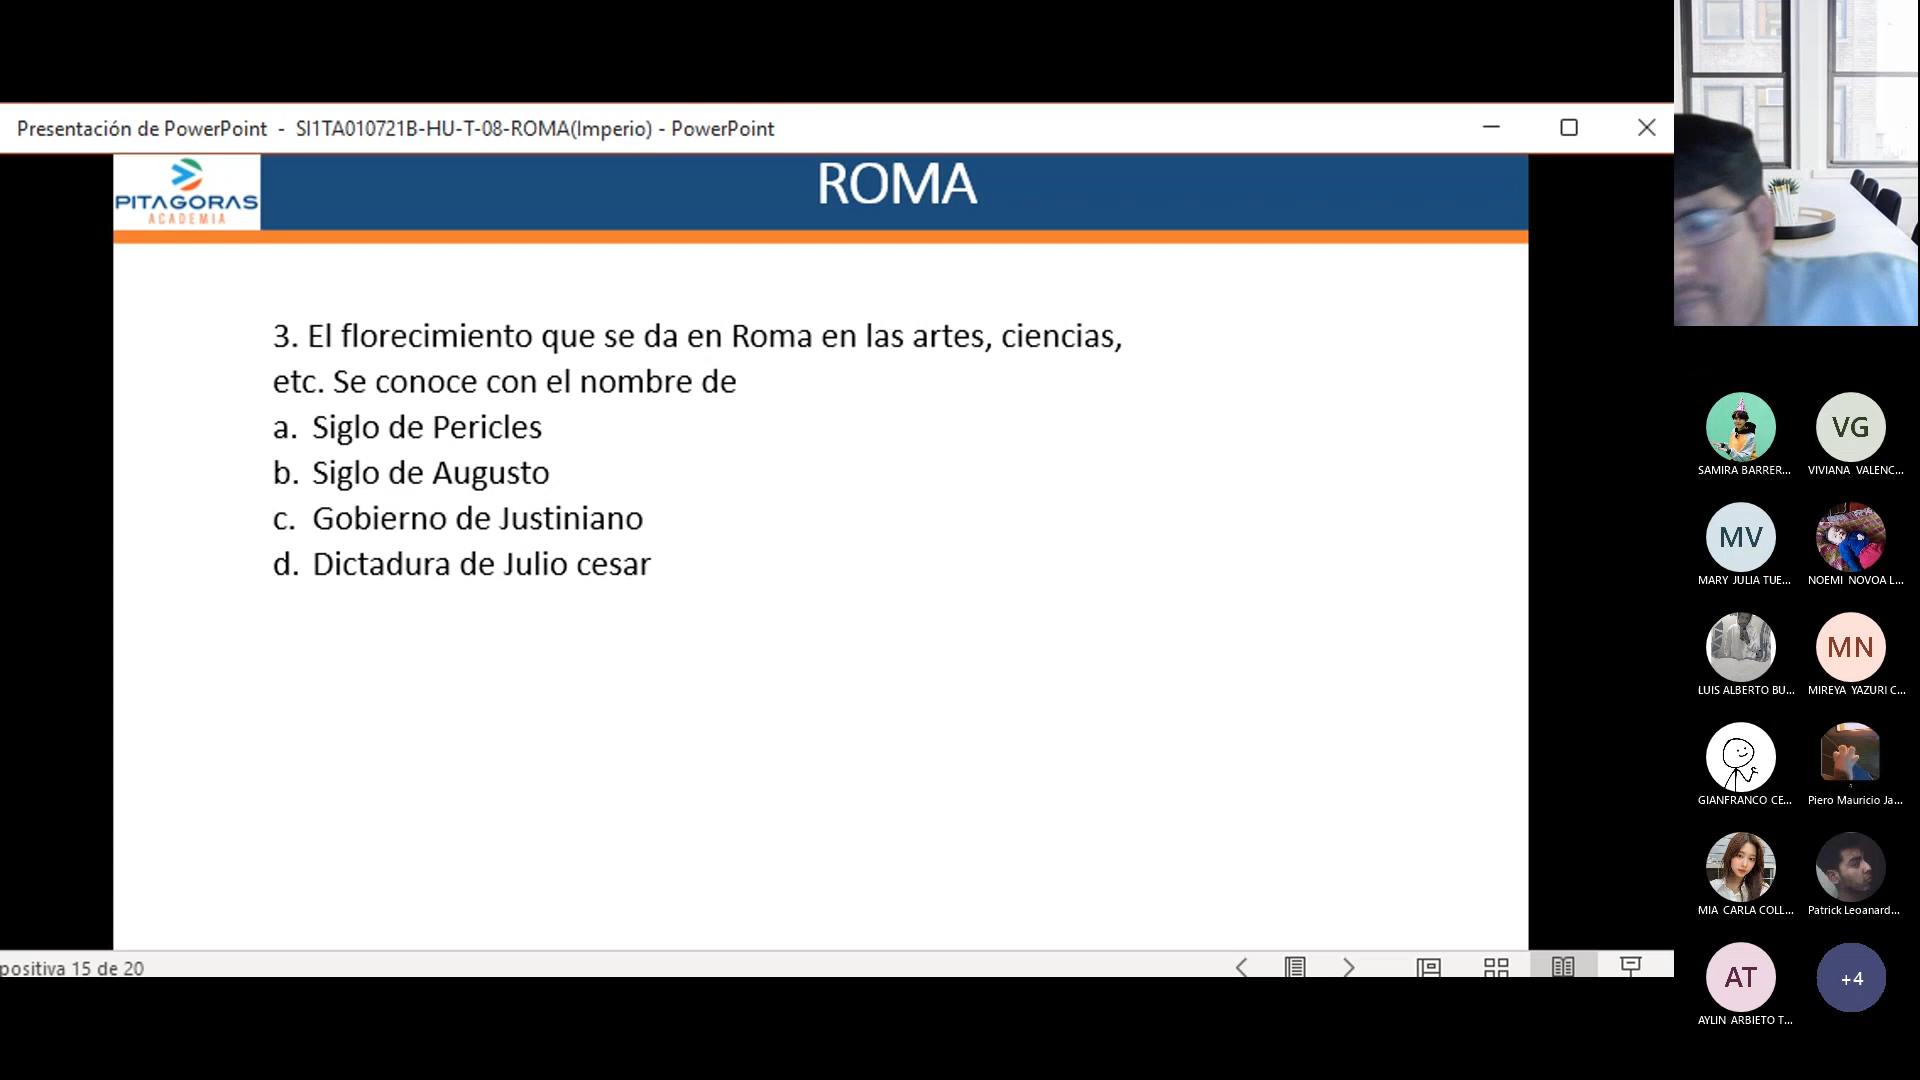 Presentación de PowerPoint - SI1TA010721B-HU-T-08-ROMA(Imperio) - PowerPoint
PITAGORAS
ACADEMIA
ROMA
3. El florecimiento que se da en Roma en las artes, ciencias,
etc. Se conoce con el nombre de
a. Siglo de Pericles
b. Siglo de Augusto
c. Gobierno de Justiniano
d. Dictadura de Julio cesar
positiva 15 de 20
SAMIRA BARRER...
VG
VIVIANA VALENC...
MV
MARY JULIA TUE...
NOEMI NOVOA L...
LUIS ALBERTO BU...
MN
MIREYA YAZURI C...
GIANFRANCO CE...
Piero Mauricio Ja...
MIA CARLA COLL...
Patrick Leoanard...
AT
AYLIN ARBIETO T...
+4